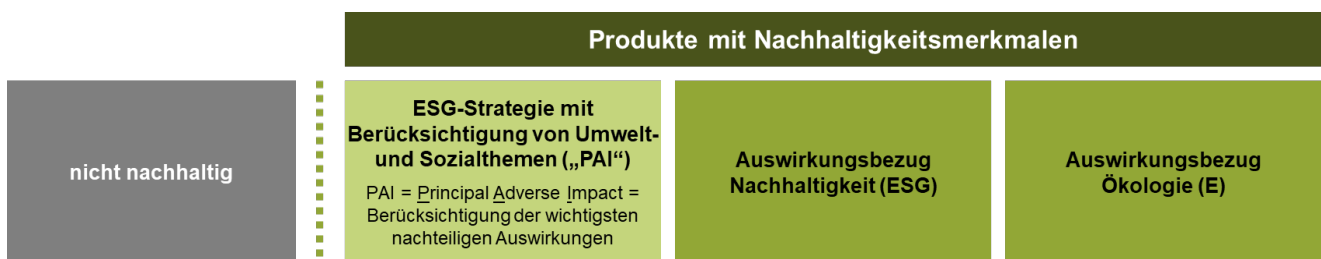 Produkte mit Nachhaltigkeitsmerkmalen
nicht nachhaltig
ESG-Strategie mit
Berücksichtigung von Umwelt-
und Sozialthemen („PAI“)
PAI = Principal Adverse Impact =
Berücksichtigung der wichtigsten
nachteiligen Auswirkungen
Auswirkungsbezug
Nachhaltigkeit (ESG)
Auswirkungsbezug
Ökologie (E)